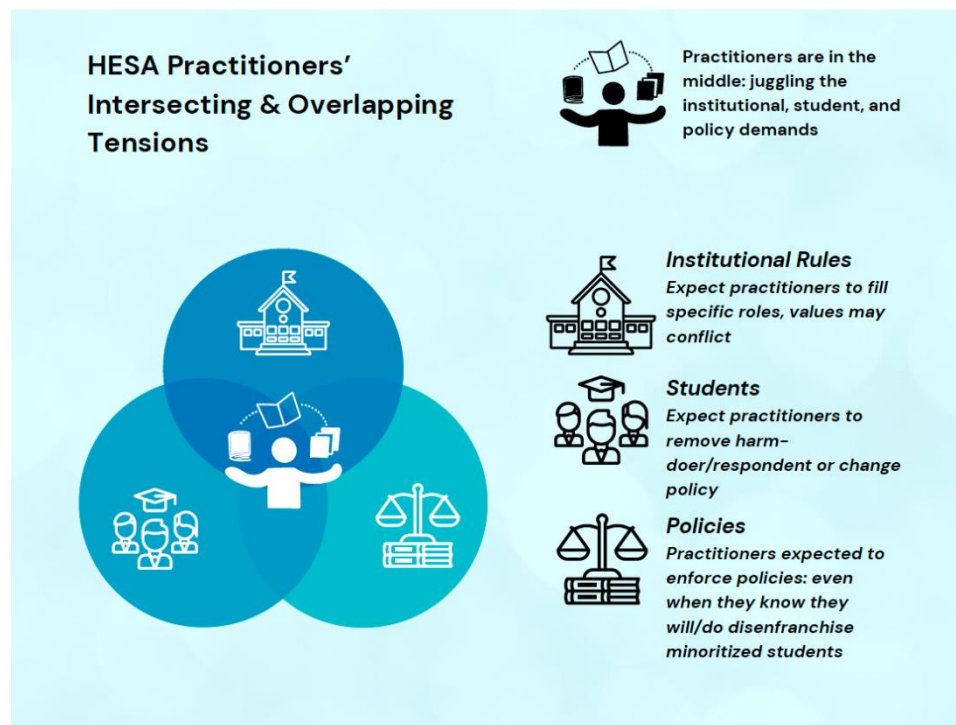 HESA Practitioners’
Intersecting & Overlapping
Tensions
Practitioners are in the
middle: juggling the
institutional, student, and
policy demands
Institutional Rules
Expect practitioners to fill
specific roles, values may
conflict
Students
Expect practitioners to
remove harm-
doer/respondent or change
policy
Policies
Practitioners expected to
enforce policies: even
when they know they
will/do disenfranchise
minoritized students